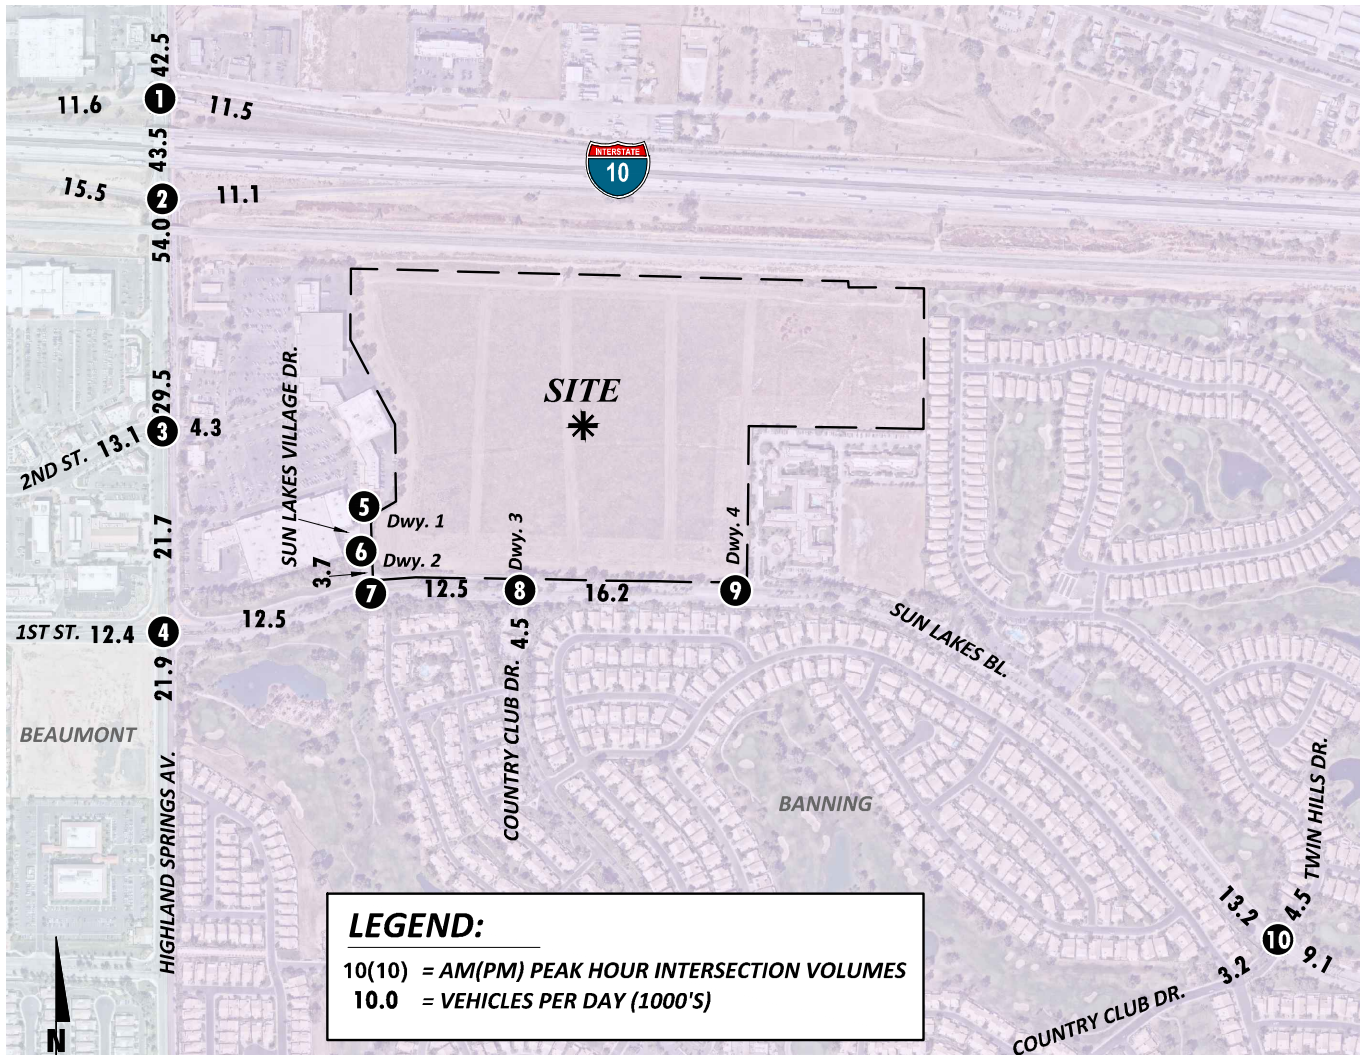 42.5
11.6
1
11.5
43.5
INTERSTATE
10
15.5
2
11.1
54.0
SITE
SUN LAKES VILLAGE DR.
29.5
3
4.3
13.1
2ND ST.
5
Dwy. 1
Dwy. 3
Dwy. 4
21.7
6
Dwy. 2
3.7
7
12.5
8
16.2
9
12.5
1ST ST. 12.4
4
4.5
SUN LAKES BL.
21.9
BEAUMONT
COUNTRY CLUB DR.
BANNING
HIGHLAND SPRINGS AV.
TWIN HILLS DR.
13.2
4.5
10
9.1
3.2
COUNTRY CLUB DR.
LEGEND:
10(10) = AM(PM) PEAK HOUR INTERSECTION VOLUMES
10.0 = VEHICLES PER DAY (1000'S)
N